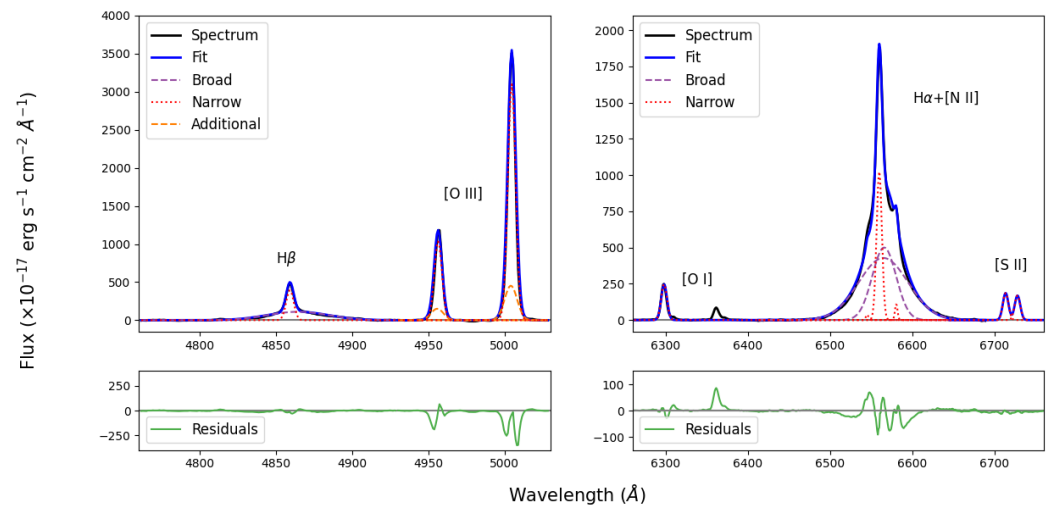 Flux (×10⁻¹⁷ erg s⁻¹ cm⁻² Å⁻¹)
4000
3500
3000
2500
2000
1500
1000
500
0
Spectrum
Fit
Broad
Narrow
Additional
Hβ
[O III]
4800 4850 4900 4950 5000
250
0
−250
Residuals
4800 4850 4900 4950 5000
2000
1750
1500
1250
1000
750
500
250
0
Spectrum
Fit
Broad
Narrow
Hα+[N II]
[O I]
[S II]
6300 6400 6500 6600 6700
100
0
−100
Residuals
6300 6400 6500 6600 6700
Wavelength (Å)